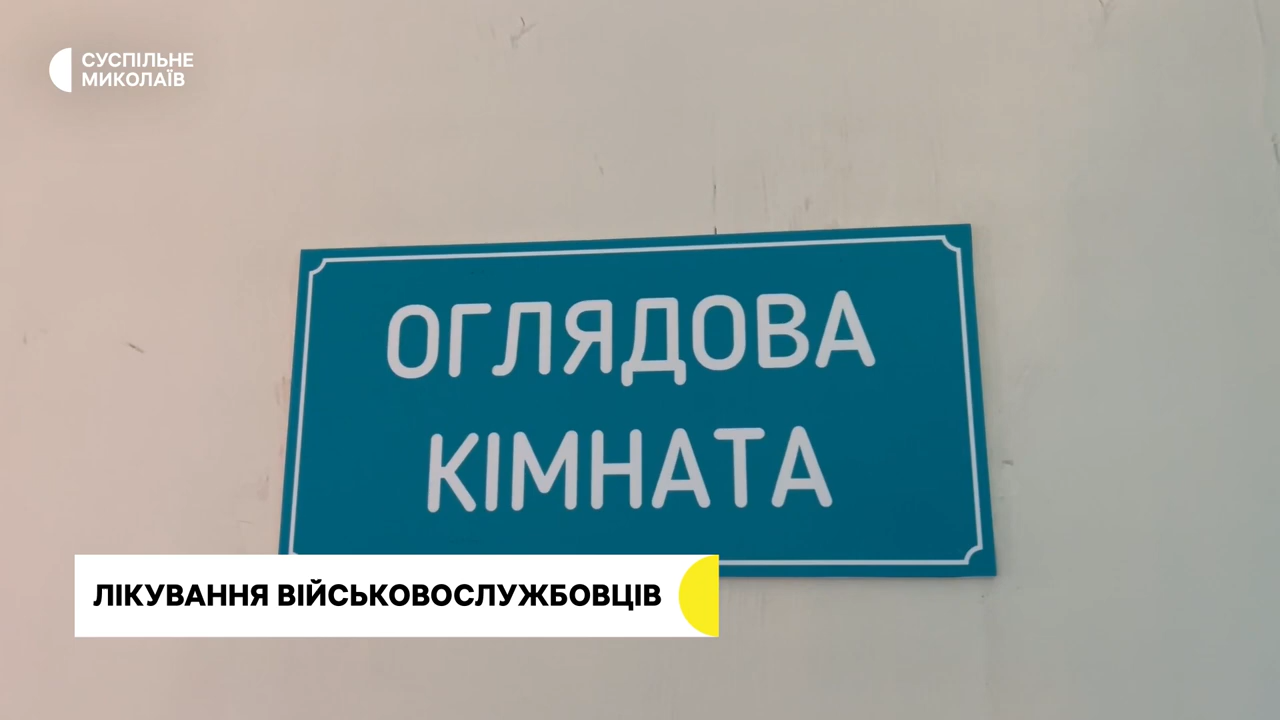 СУСПІЛЬНЕ
МИКОЛАЇВ
ОГЛЯДОВА
КІМНАТА
ЛІКУВАННЯ ВІЙСЬКОВОСЛУЖБОВЦІВ